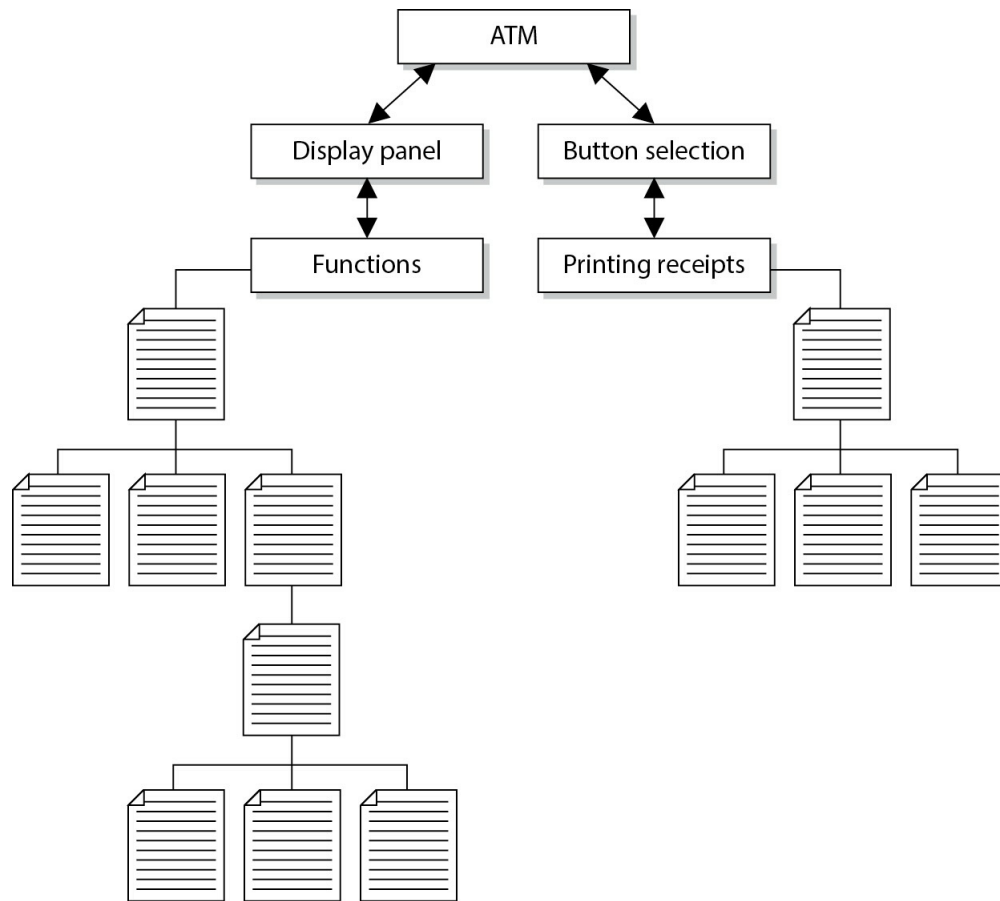 ATM
Display panel
Button selection
Functions
Printing receipts